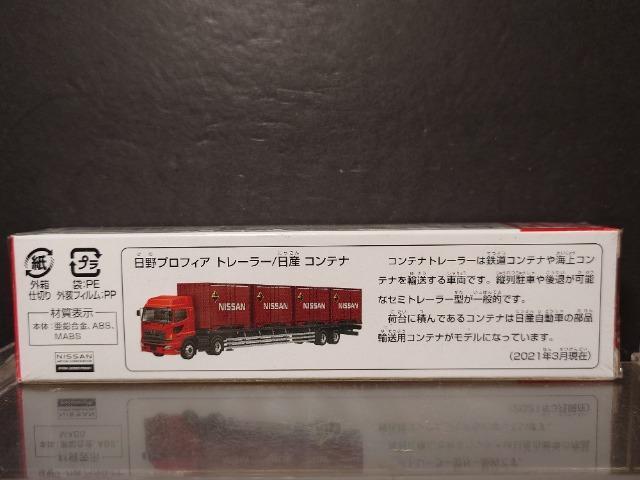 紙
外箱
仕切り
プラ
袋:PE
外装フィルム:PP
材質表示
本体:亜鉛合金、ABS、
MABS
NISSAN
日野プロフィア トレーラー/日産 コンテナ
NISSAN
NISSAN
NISSAN
NISSAN
コンテナトレーラーは鉄道コンテナや海上コン
テナを輸送する車両です。縦列駐車や後退が可能
なセミトレーラー型が一般的です。
荷台に積んであるコンテナは日産自動車の部品
輸送用コンテナがモデルになっています。
(2021年3月現在)